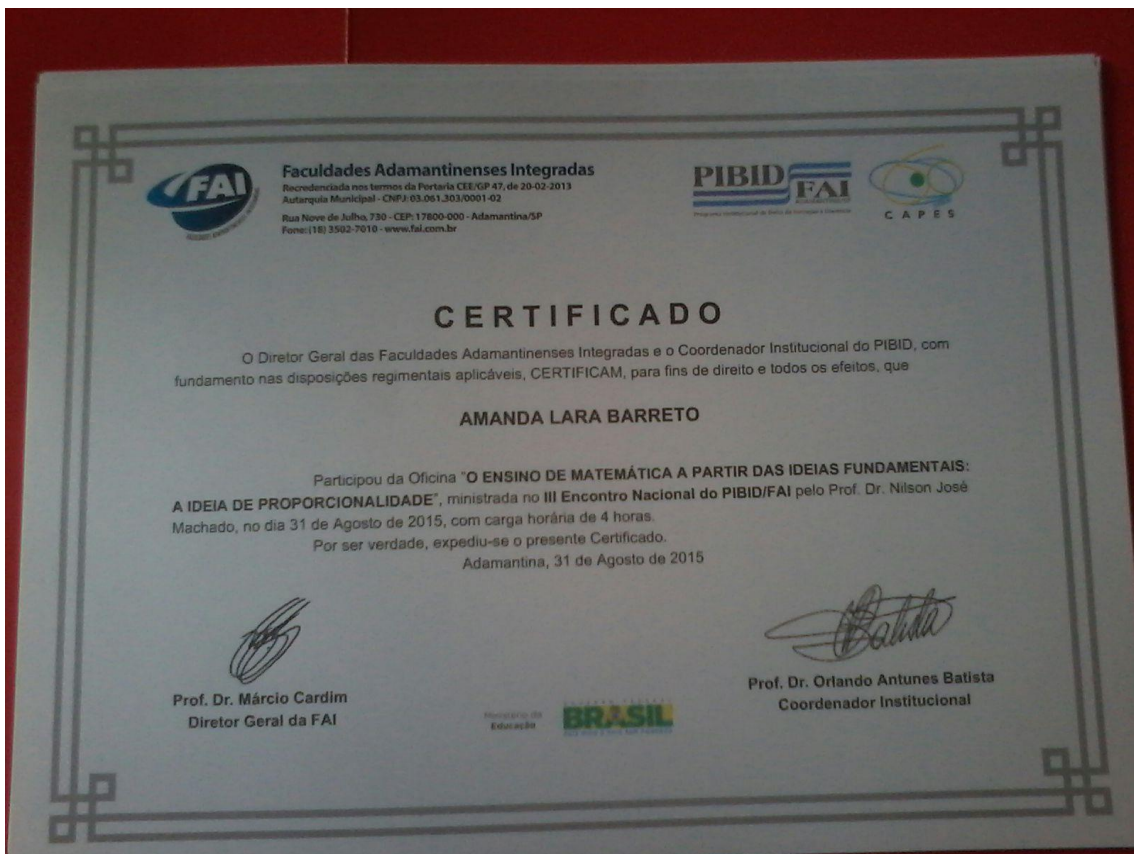 FAI
Faculdades Adamantinenses Integradas
Recredenciada nos termos da Portaria CEE/GP 47, de 20-02-2013
Autarquia Municipal - CNPJ: 03.061.303/0001-02
Rua Nove de Julho, 730 - CEP: 17800-000 - Adamantina/SP
Fone: (18) 3502-7010 - www.fai.com.br
PIBID
FAI
CAPES
CERTIFICADO
O Diretor Geral das Faculdades Adamantinenses Integradas e o Coordenador Institucional do PIBID, com
fundamento nas disposições regimentais aplicáveis, CERTIFICAM, para fins de direito e todos os efeitos, que
AMANDA LARA BARRETO
Participou da Oficina "O ENSINO DE MATEMÁTICA A PARTIR DAS IDEIAS FUNDAMENTAIS:
A IDEIA DE PROPORCIONALIDADE", ministrada no III Encontro Nacional do PIBID/FAI pelo Prof. Dr. Nilson José
Machado, no dia 31 de Agosto de 2015, com carga horária de 4 horas.
Por ser verdade, expediu-se o presente Certificado.
Adamantina, 31 de Agosto de 2015
Batista
Prof. Dr. Márcio Cardim
Diretor Geral da FAI
Prof. Dr. Orlando Antunes Batista
Coordenador Institucional
Ministério da
Educação
BRASIL